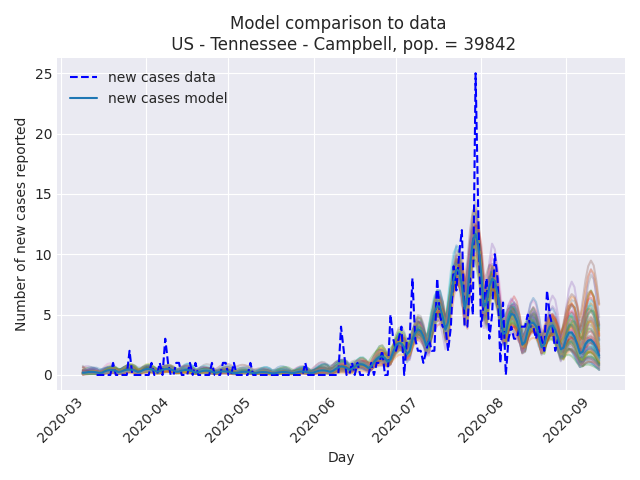 Model comparison to data
US - Tennessee - Campbell, pop. = 39842
new cases data
new cases model
Number of new cases reported
25
20
15
10
5
0
2020-03
2020-04
2020-05
2020-06
2020-07
2020-08
2020-09
Day